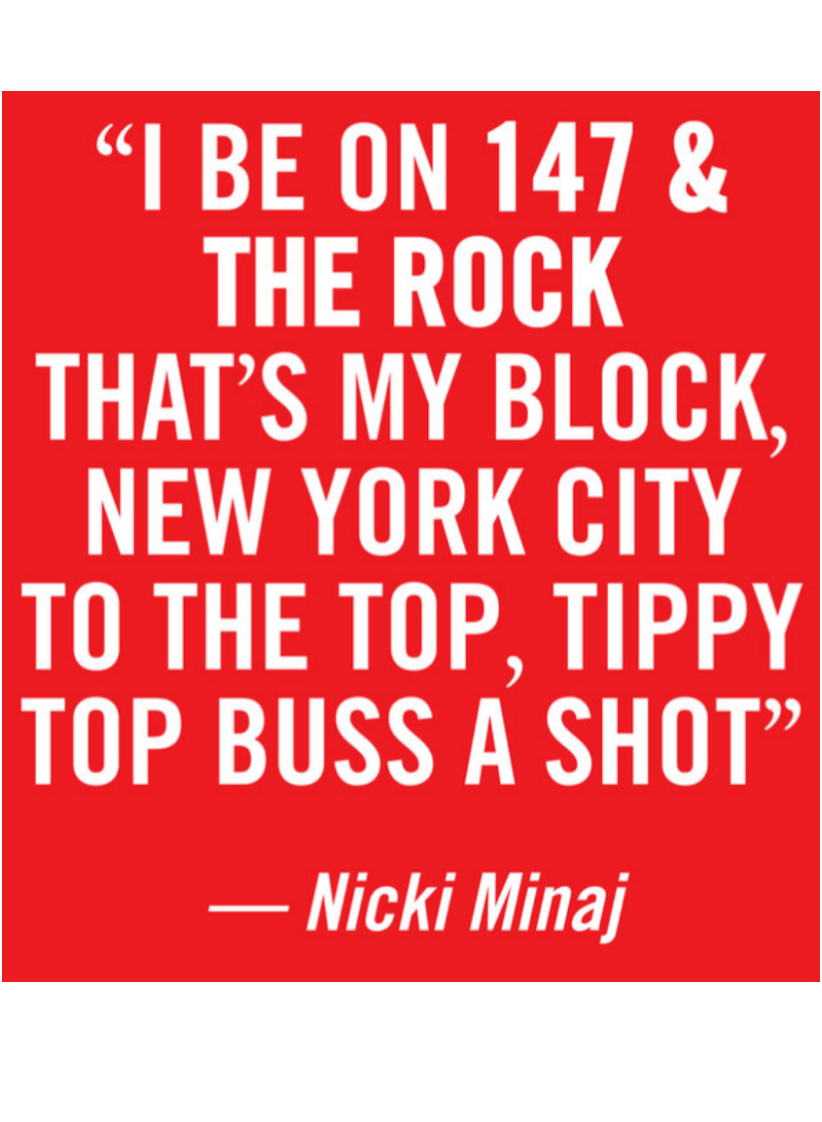 “I BE ON 147 &
THE ROCK
THAT’S MY BLOCK,
NEW YORK CITY
TO THE TOP, TIPPY
TOP BUSS A SHOT”
— Nicki Minaj